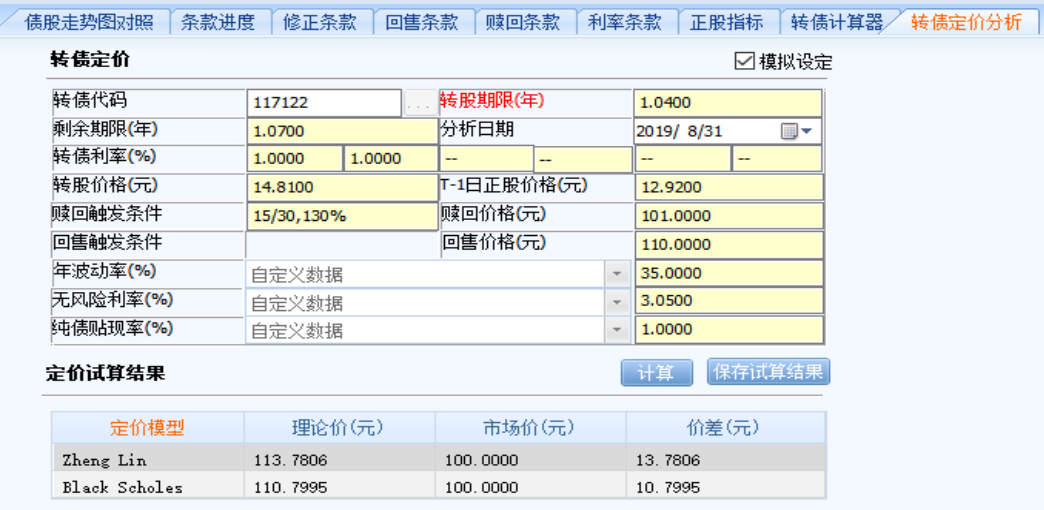 债股走势图对照 条款进度 修正条款 回售条款 赎回条款 利率条款 正股指标 转债计算器 转债定价分析
转债定价 模拟设定
转债代码 117122 ... 转股期限(年) 1.0400
剩余期限(年) 1.0700 分析日期 2019/ 8/31
转债利率(%) 1.0000 1.0000 -- -- -- --
转股价格(元) 14.8100 T-1日正股价格(元) 12.9200
赎回触发条件 15/30,130% 赎回价格(元) 101.0000
回售触发条件 回售价格(元) 110.0000
年波动率(%) 自定义数据 35.0000
无风险利率(%) 自定义数据 3.0500
纯债贴现率(%) 自定义数据 1.0000
定价试算结果 计算 保存试算结果
定价模型 理论价(元) 市场价(元) 价差(元)
Zheng Lin 113.7806 100.0000 13.7806
Black Scholes 110.7995 100.0000 10.7995